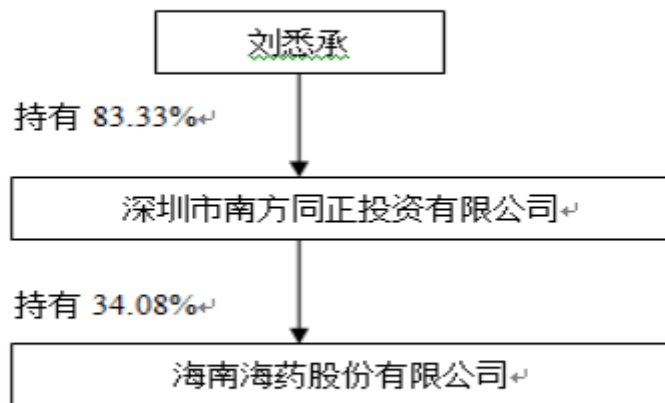 刘悉承
持有 83.33%
深圳市南方同正投资有限公司
持有 34.08%
海南海药股份有限公司